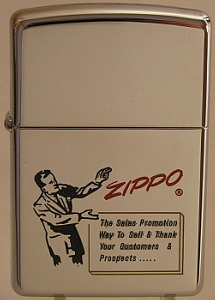 ZIPPO ®
The Sales Promotion
Way To Sell & Thank
Your Customers &
Prospects .....